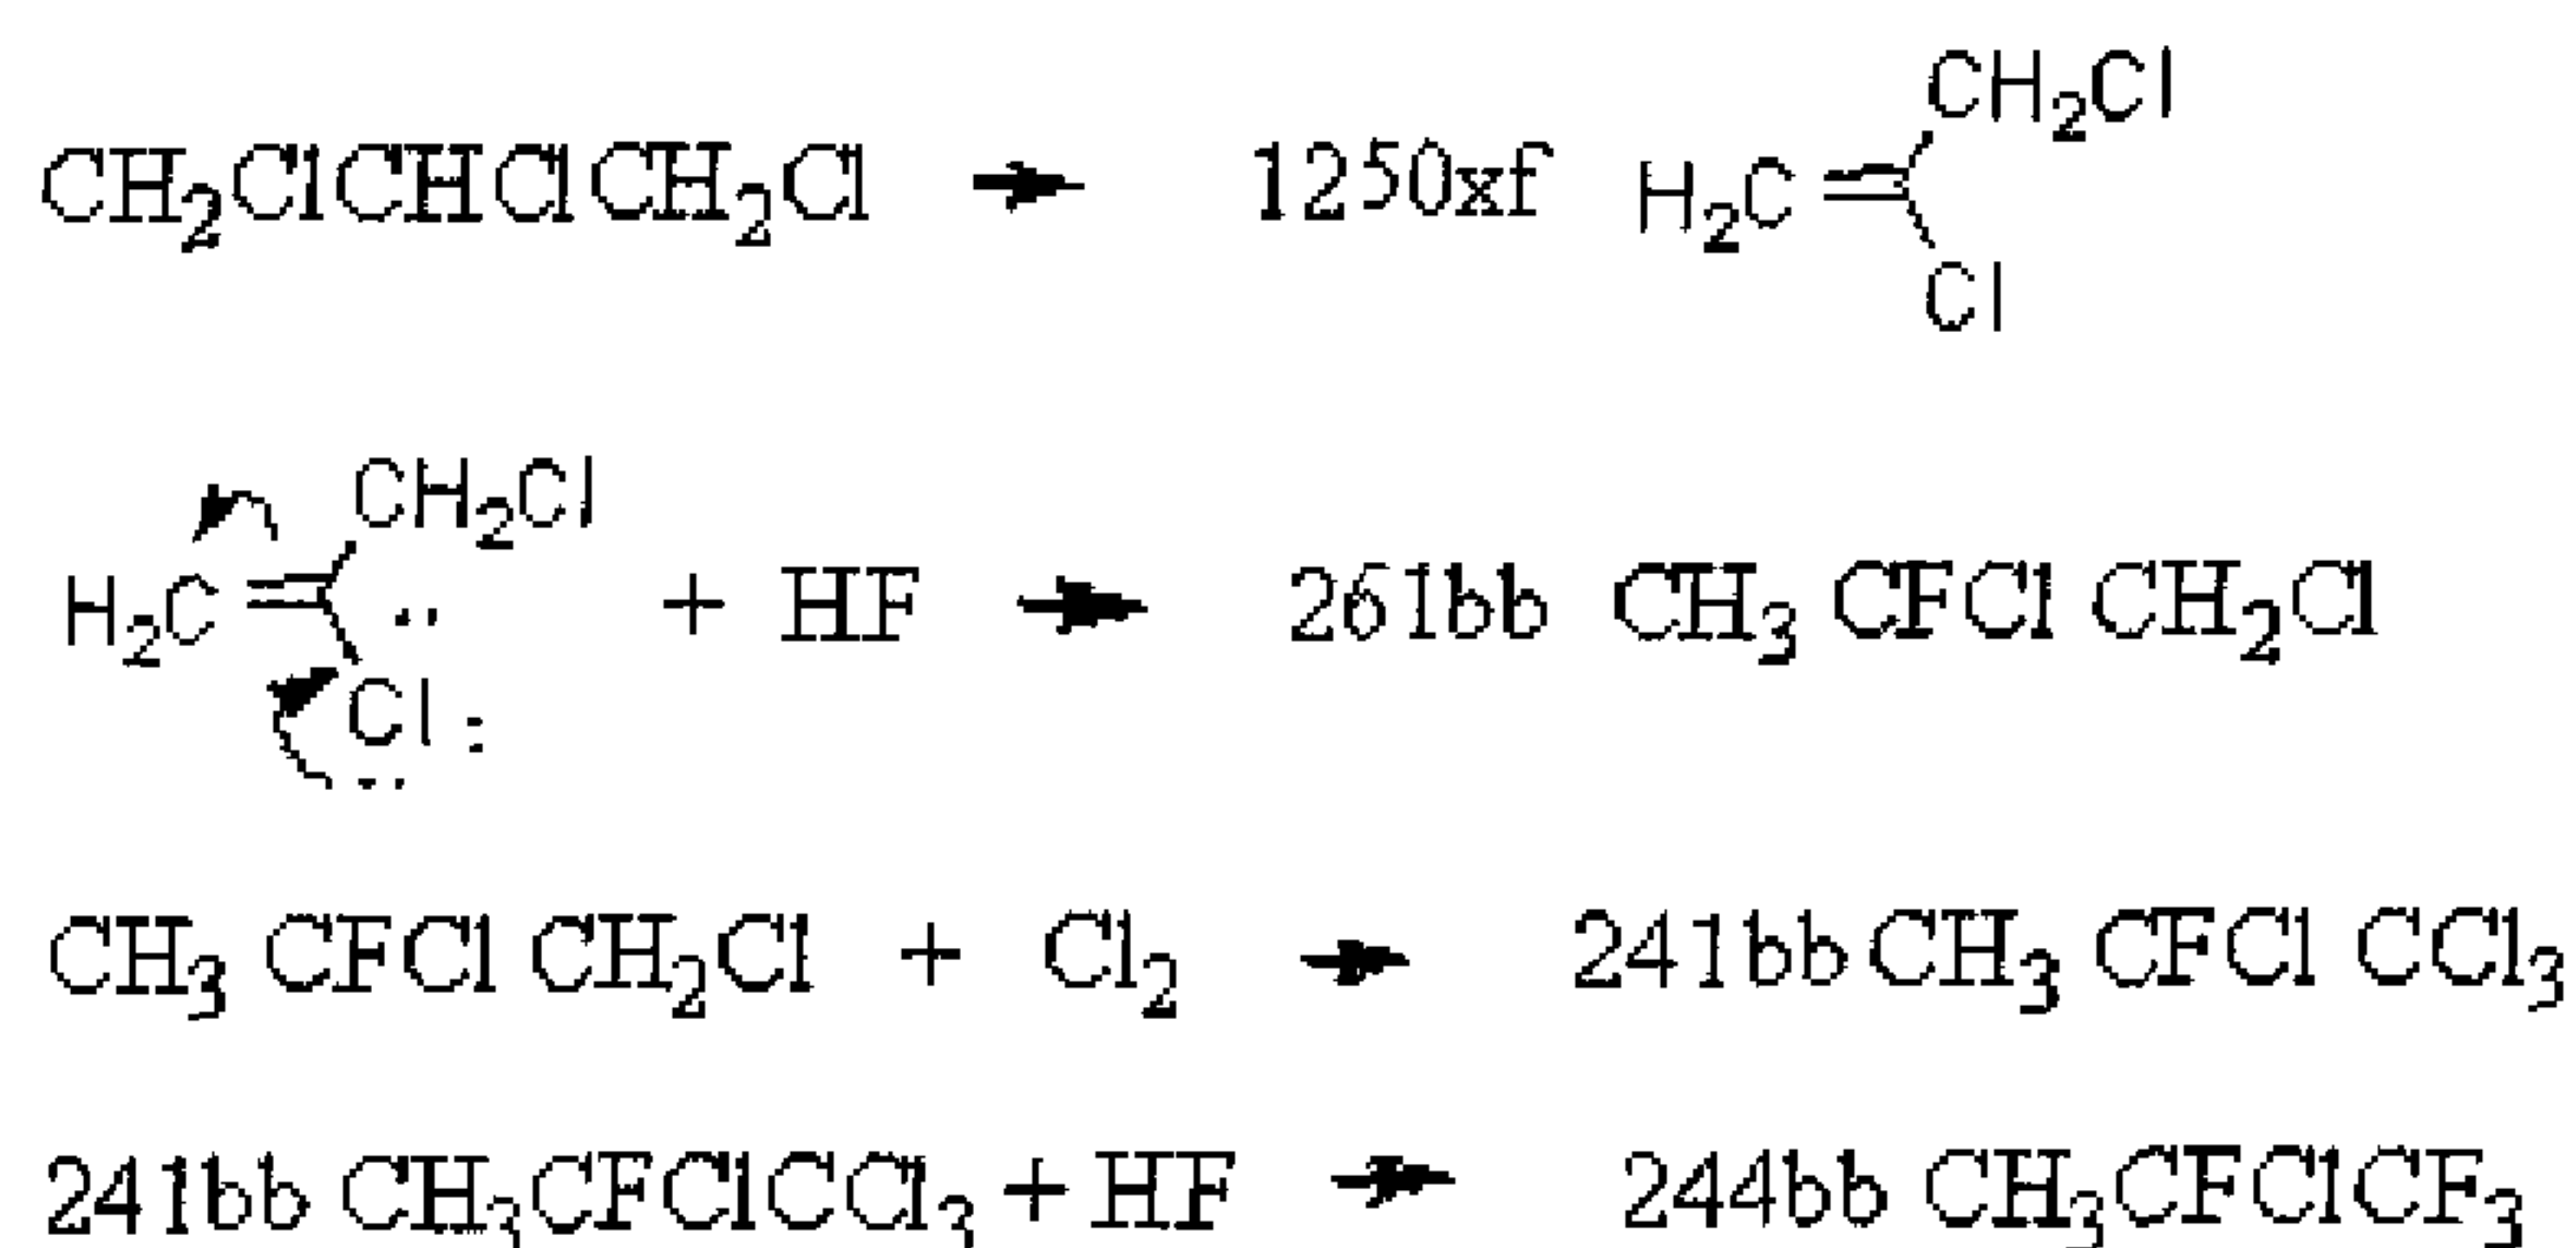 CH₂ClCHClCH₂Cl → 1250xf H₂C=C(CH₂Cl)Cl
H₂C=C(CH₂Cl)Cl + HF → 261bb CH₃ CFCl CH₂Cl
CH₃ CFCl CH₂Cl + Cl₂ → 241bb CH₃ CFCl CCl₃
241bb CH₃CFClCCl₃ + HF → 244bb CH₃CFClCF₃